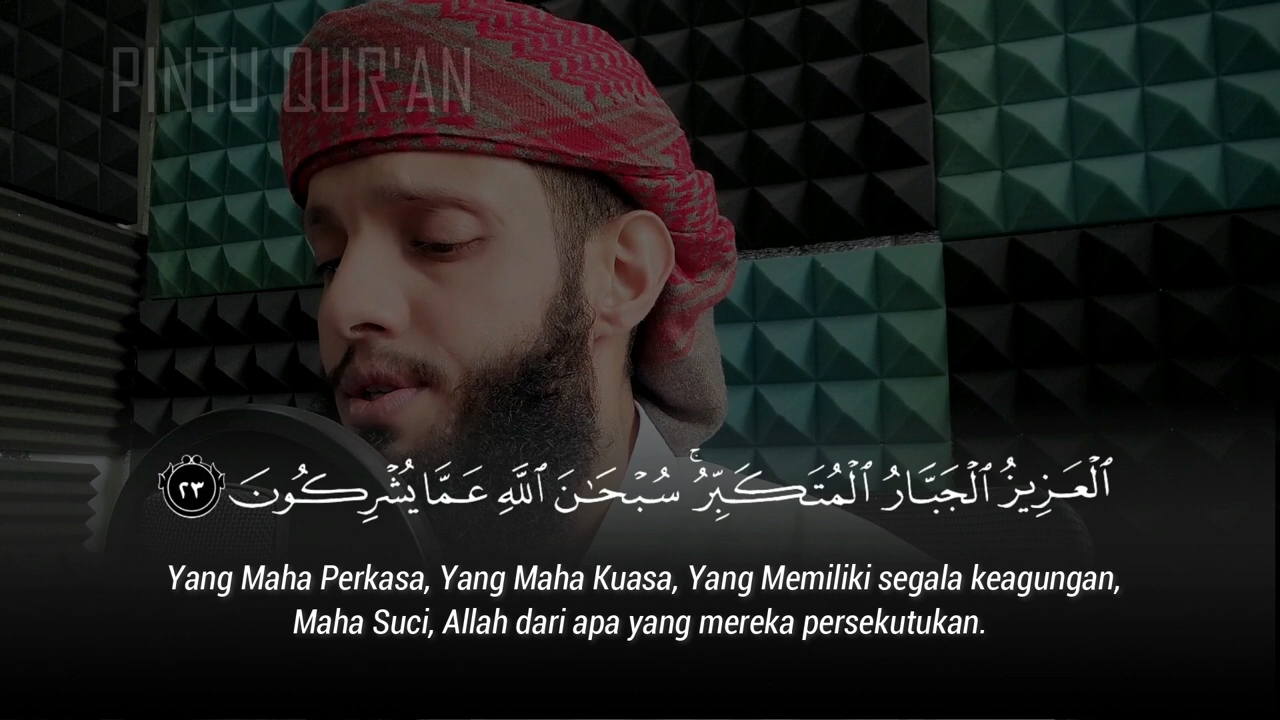 PINTU QUR'AN
ٱلْعَزِيزُ ٱلْجَبَّارُ ٱلْمُتَكَبِّرُ ۚ سُبْحَـٰنَ ٱللَّهِ عَمَّا يُشْرِكُونَ ٢٣
Yang Maha Perkasa, Yang Maha Kuasa, Yang Memiliki segala keagungan,
Maha Suci, Allah dari apa yang mereka persekutukan.